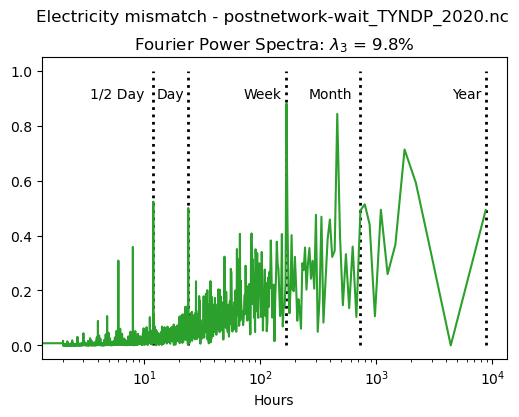 Electricity mismatch - postnetwork-wait_TYNDP_2020.nc
Fourier Power Spectra: λ₃ = 9.8%
1.0
1/2 Day Day Week Month Year
0.8
0.6
0.4
0.2
0.0
10¹ 10² 10³ 10⁴
Hours